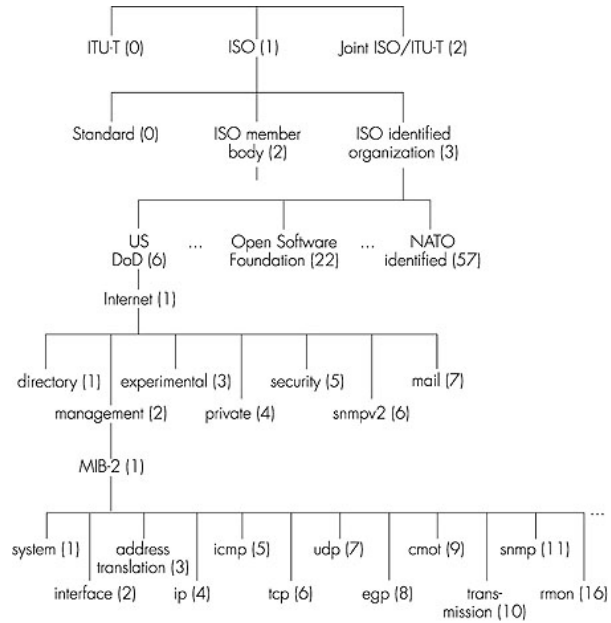 ITU-T (0) ISO (1) Joint ISO/ITU-T (2)
Standard (0) ISO member ISO identified
body (2) organization (3)
US ... Open Software ... NATO
DoD (6) Foundation (22) identified (57)
Internet (1)
directory (1) experimental (3) security (5) mail (7)
management (2) private (4) snmpv2 (6)
MIB-2 (1)
...
system (1) address icmp (5) udp (7) cmot (9) snmp (11)
translation (3)
interface (2) ip (4) tcp (6) egp (8) trans- rmon (16)
mission (10)